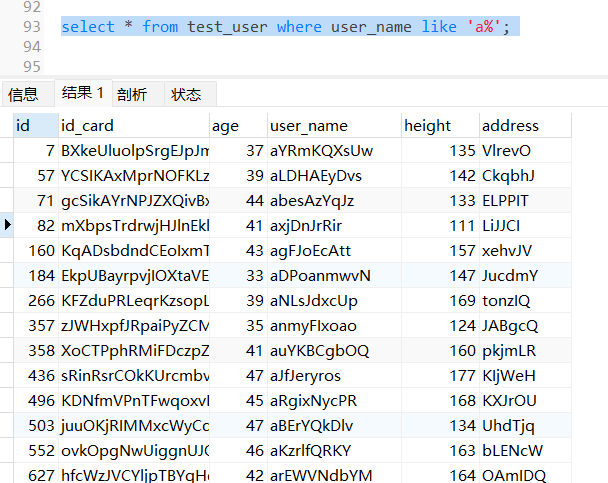 92
93 select * from test_user where user_name like 'a%';
94
95
信息 结果 1 剖析 状态
id id_card age user_name height address
7 BXkeUluolpSrgEJpJm 37 aYRmKQXsUw 135 VlrevO
57 YCSIKAxMprNOFKLz 39 aLDHAEyDvs 142 CkqbhJ
71 gcSikAYrNPJZXQivBx 44 abesAzYqJz 133 ELPPIT
82 mXbpsTrdrwjHJlnEkl 41 axjDnJrRir 111 LiJJCI
160 KqADsbdndCEoIxmT 43 agFJoEcAtt 157 xehvJV
184 EkpUBayrpvjIOXtaVE 33 aDPoanmwvN 147 JucdmY
266 KFZduPRLeqrKzsopL 39 aNLsJdxcUp 169 tonzIQ
357 zJWHxpfJRpaiPyZCM 35 anmyFIxoao 124 JABgcQ
358 XoCTPphRMiFDczpZ 41 auYKBCgbOQ 160 pkjmLR
436 sRinRsrCOkKUrcmbv 47 aJfJeryros 177 KIjWeH
496 KDNfmVPnTFwqoxvI 45 aRgixNycPR 168 KXJrOU
503 juuOKjRIMMxcWyCc 47 aBErYQkDlv 134 UhdTjq
552 ovkOpgNwUiggnUJC 46 aKzrlfQRKY 163 bLENcW
627 hfcWzJVCYljpTBYqH 42 arEWVNdbYM 164 OAmIDQ